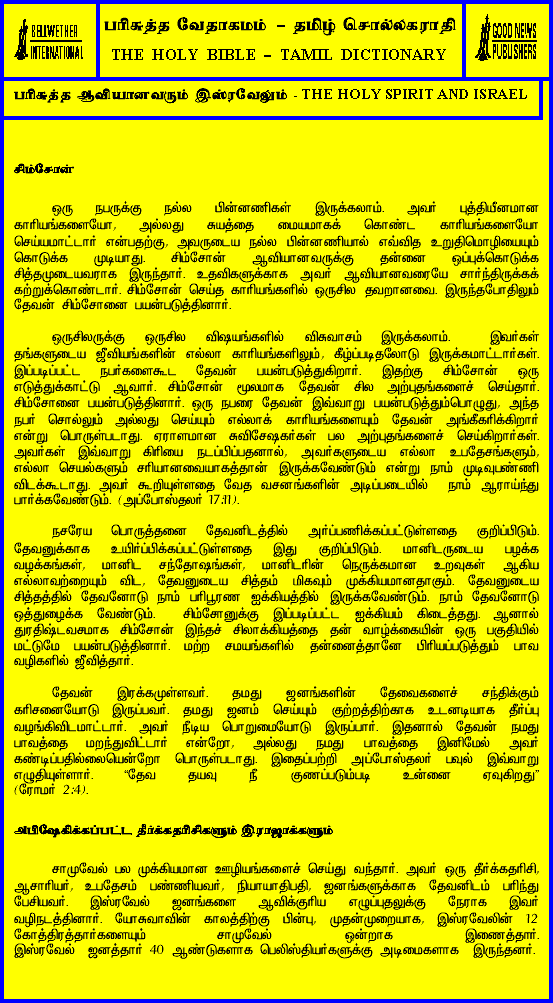 BELLWETHER
INTERNATIONAL
பரிசுத்த வேதாகமம் – தமிழ் சொல்லகராதி
THE HOLY BIBLE – TAMIL DICTIONARY
GOOD NEWS
PUBLISHERS
பரிசுத்த ஆவியானவரும் இஸ்ரவேலும் - THE HOLY SPIRIT AND ISRAEL
சிம்சோன்
ஒரு நபருக்கு நல்ல பின்னணிகள் இருக்கலாம். அவர் புத்தியீனமான
காரியங்களையோ, அல்லது சுயத்தை மையமாகக் கொண்ட காரியங்களையோ
செய்யமாட்டார் என்பதற்கு, அவருடைய நல்ல பின்னணியால் எவ்வித உறுதிமொழியையும்
கொடுக்க முடியாது. சிம்சோன் ஆவியானவருக்கு தன்னை ஒப்புக்கொடுக்க
சித்தமுடையவராக இருந்தார். உதவிகளுக்காக அவர் ஆவியானவரையே சார்ந்திருக்கக்
கற்றுக்கொண்டார். சிம்சோன் செய்த காரியங்களில் ஒருசில தவறானவை. இருந்தபோதிலும்
தேவன் சிம்சோனை பயன்படுத்தினார்.
ஒருசிலருக்கு ஒருசில விஷயங்களில் விசுவாசம் இருக்கலாம். இவர்கள்
தங்களுடைய ஜீவியங்களின் எல்லா காரியங்களிலும், கீழ்ப்படிதலோடு இருக்கமாட்டார்கள்.
இப்படிப்பட்ட நபர்களைகூட தேவன் பயன்படுத்துகிறார். இதற்கு சிம்சோன் ஒரு
எடுத்துக்காட்டு ஆவார். சிம்சோன் மூலமாக தேவன் சில அற்புதங்களைச் செய்தார்.
சிம்சோனை பயன்படுத்தினார். ஒரு நபரை தேவன் இவ்வாறு பயன்படுத்தும்பொழுது, அந்த
நபர் சொல்லும் அல்லது செய்யும் எல்லாக் காரியங்களையும் தேவன் அங்கீகரிக்கிறார்
என்று பொருள்படாது. ஏராளமான சுவிசேஷகர்கள் பல அற்புதங்களைச் செய்கிறார்கள்.
அவர்கள் இவ்வாறு கிரியை நடப்பிப்பதனால், அவர்களுடைய எல்லா உபதேசங்களும்,
எல்லா செயல்களும் சரியானவையாகத்தான் இருக்கவேண்டும் என்று நாம் முடிவுபண்ணி
விடக்கூடாது. அவர் கூறியுள்ளதை வேத வசனங்களின் அடிப்படையில் நாம் ஆராய்ந்து
பார்க்கவேண்டும். (அப்போஸ்தலர் 17:11).
நசரேய பொருத்தனை தேவனிடத்தில் அர்ப்பணிக்கப்பட்டுள்ளதை குறிப்பிடும்.
தேவனுக்காக உயிர்ப்பிக்கப்பட்டுள்ளதை இது குறிப்பிடும். மானிடருடைய பழக்க
வழக்கங்கள், மானிட சந்தோஷங்கள், மானிடரின் நெருக்கமான உறவுகள் ஆகிய
எல்லாவற்றையும் விட, தேவனுடைய சித்தம் மிகவும் முக்கியமானதாகும். தேவனுடைய
சித்தத்தில் தேவனோடு நாம் பரிபூரண ஐக்கியத்தில் இருக்கவேண்டும். நாம் தேவனோடு
ஒத்துழைக்க வேண்டும். சிம்சோனுக்கு இப்படிப்பட்ட ஐக்கியம் கிடைத்தது. ஆனால்
துரதிஷ்டவசமாக சிம்சோன் இந்தச் சிலாக்கியத்தை தன் வாழ்க்கையின் ஒரு பகுதியில்
மட்டுமே பயன்படுத்தினார். மற்ற சமயங்களில் தன்னைத்தானே பிரியப்படுத்தும் பாவ
வழிகளில் ஜீவித்தார்.
தேவன் இரக்கமுள்ளவர். தமது ஜனங்களின் தேவைகளைச் சந்திக்கும்
கரிசனையோடு இருப்பவர். தமது ஜனம் செய்யும் குற்றத்திற்காக உடனடியாக தீர்ப்பு
வழங்கிவிடமாட்டார். அவர் நீடிய பொறுமையோடு இருப்பார். இதனால் தேவன் நமது
பாவத்தை மறந்துவிட்டார் என்றோ, அல்லது நமது பாவத்தை இனிமேல் அவர்
கண்டிப்பதில்லையென்றோ பொருள்படாது. இதைப்பற்றி அப்போஸ்தலர் பவுல் இவ்வாறு
எழுதியுள்ளார். “தேவ தயவு நீ குணப்படும்படி உன்னை ஏவுகிறது”
(ரோமர் 2:4).
அபிஷேகிக்கப்பட்ட தீர்க்கதரிசிகளும் இராஜாக்களும்
சாமுவேல் பல முக்கியமான ஊழியங்களைச் செய்து வந்தார். அவர் ஒரு தீர்க்கதரிசி,
ஆசாரியர், உபதேசம் பண்ணியவர், நியாயாதிபதி, ஜனங்களுக்காக தேவனிடம் பரிந்து
பேசியவர். இஸ்ரவேல் ஜனங்களை ஆவிக்குரிய எழுப்புதலுக்கு நேராக இவர்
வழிநடத்தினார். யோசுவாவின் காலத்திற்கு பின்பு, முதன்முறையாக, இஸ்ரவேலின் 12
கோத்திரத்தார்களையும் சாமுவேல் ஒன்றாக இணைத்தார்.
இஸ்ரவேல் ஜனத்தார் 40 ஆண்டுகளாக பெலிஸ்தியர்களுக்கு அடிமைகளாக இருந்தனர்.